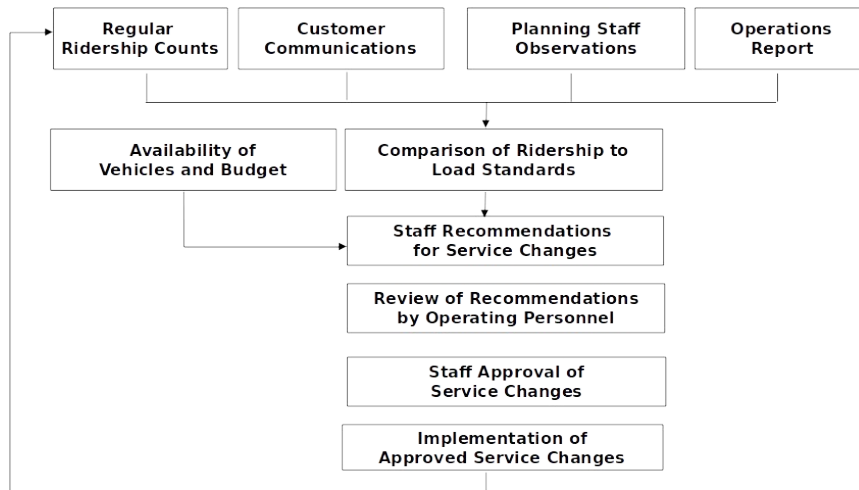 Regular
Ridership Counts
Customer
Communications
Planning Staff
Observations
Operations
Report
Availability of
Vehicles and Budget
Comparison of Ridership to
Load Standards
Staff Recommendations
for Service Changes
Review of Recommendations
by Operating Personnel
Staff Approval of
Service Changes
Implementation of
Approved Service Changes